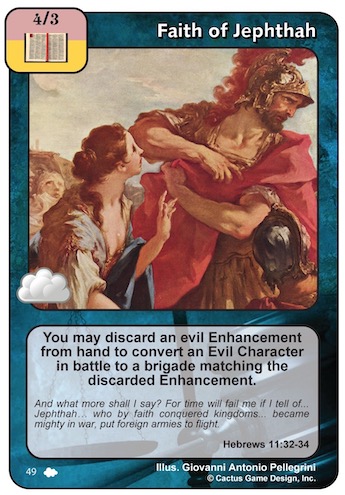 4/3
Faith of Jephthah
You may discard an evil Enhancement
from hand to convert an Evil Character
in battle to a brigade matching the
discarded Enhancement.
And what more shall I say? For time will fail me if I tell of...
Jephthah… who by faith conquered kingdoms... became
mighty in war, put foreign armies to flight.
Hebrews 11:32-34
49
Illus. Giovanni Antonio Pellegrini
© Cactus Game Design, Inc.